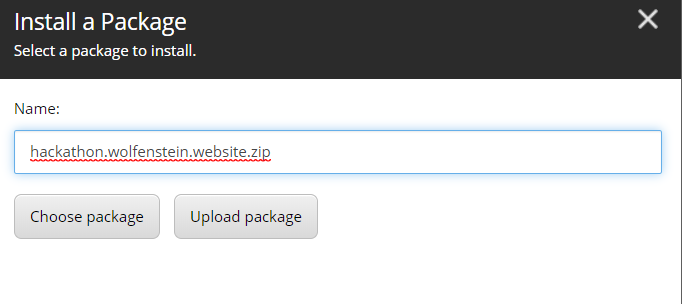 Install a Package
Select a package to install.
Name:
hackathon.wolfenstein.website.zip
Choose package
Upload package